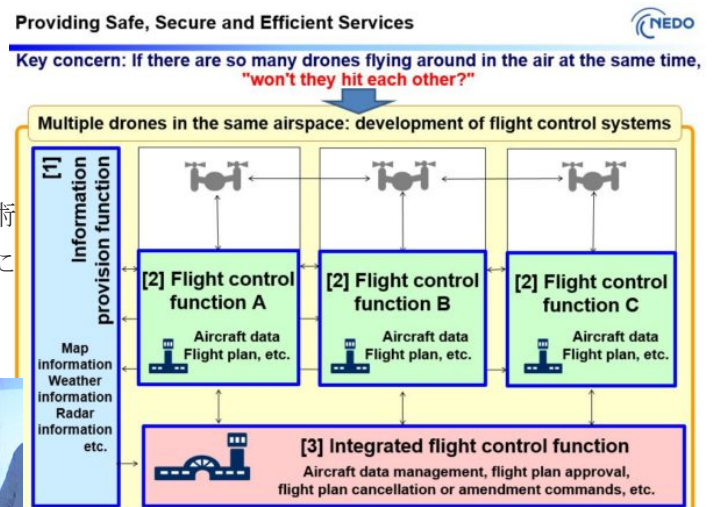 Providing Safe, Secure and Efficient Services
NEDO
Key concern: If there are so many drones flying around in the air at the same time,
"won't they hit each other?"
Multiple drones in the same airspace: development of flight control systems
[1]
Information
provision function
Map
information
Weather
information
Radar
information
etc.
[2] Flight control
function A
Aircraft data
Flight plan, etc.
[2] Flight control
function B
Aircraft data
Flight plan, etc.
[2] Flight control
function C
Aircraft data
Flight plan, etc.
[3] Integrated flight control function
Aircraft data management, flight plan approval,
flight plan cancellation or amendment commands, etc.
術
こ